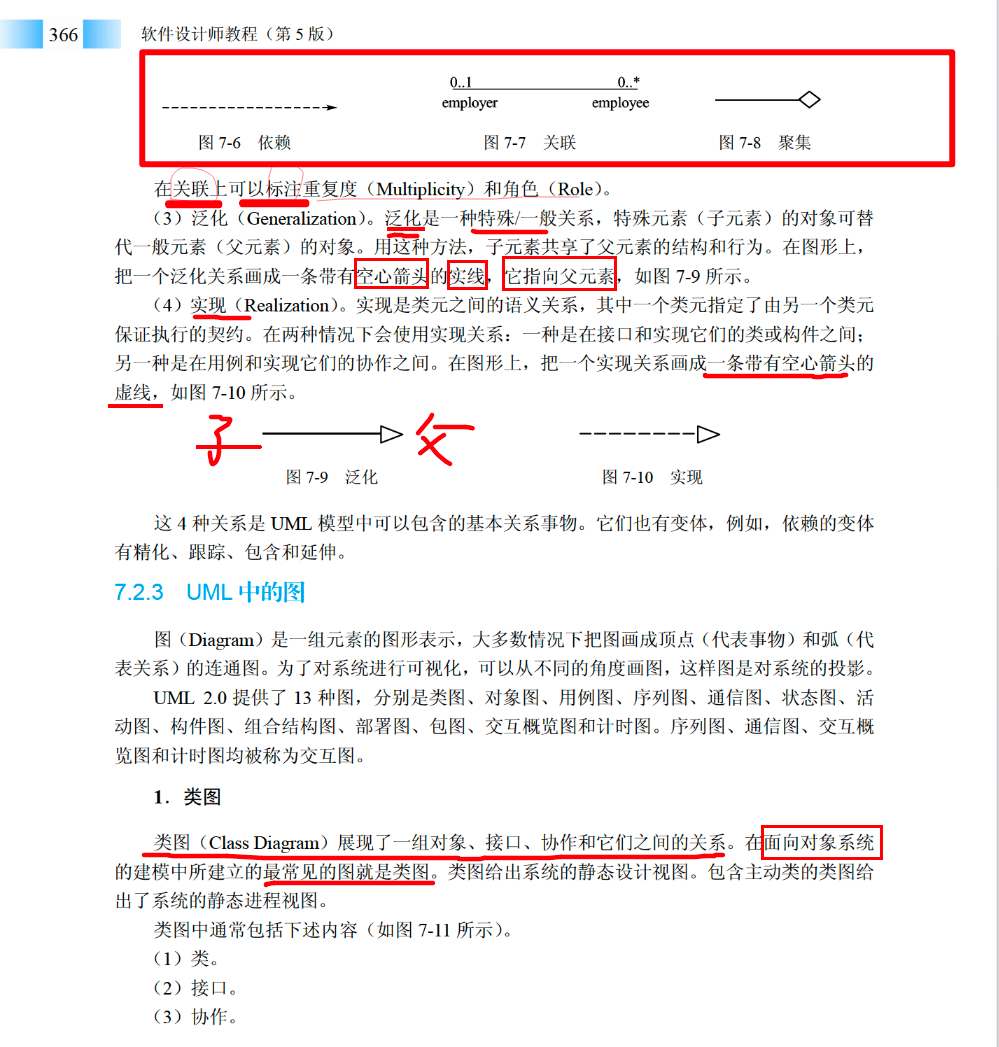 366 软件设计师教程（第 5 版）
0..1 0..*
employer employee
图 7-6 依赖 图 7-7 关联 图 7-8 聚集
在关联上可以标注重复度（Multiplicity）和角色（Role）。
（3）泛化（Generalization）。泛化是一种特殊/一般关系，特殊元素（子元素）的对象可替
代一般元素（父元素）的对象。用这种方法，子元素共享了父元素的结构和行为。在图形上，
把一个泛化关系画成一条带有空心箭头的实线，它指向父元素，如图 7-9 所示。
（4）实现（Realization）。实现是类元之间的语义关系，其中一个类元指定了由另一个类元
保证执行的契约。在两种情况下会使用实现关系：一种是在接口和实现它们的类或构件之间；
另一种是在用例和实现它们的协作之间。在图形上，把一个实现关系画成一条带有空心箭头的
虚线，如图 7-10 所示。
子 父
图 7-9 泛化 图 7-10 实现
这 4 种关系是 UML 模型中可以包含的基本关系事物。它们也有变体，例如，依赖的变体
有精化、跟踪、包含和延伸。
7.2.3 UML 中的图
图（Diagram）是一组元素的图形表示，大多数情况下把图画成顶点（代表事物）和弧（代
表关系）的连通图。为了对系统进行可视化，可以从不同的角度画图，这样图是对系统的投影。
UML 2.0 提供了 13 种图，分别是类图、对象图、用例图、序列图、通信图、状态图、活
动图、构件图、组合结构图、部署图、包图、交互概览图和计时图。序列图、通信图、交互概
览图和计时图均被称为交互图。
1．类图
类图（Class Diagram）展现了一组对象、接口、协作和它们之间的关系。在面向对象系统
的建模中所建立的最常见的图就是类图。类图给出系统的静态设计视图。包含主动类的类图给
出了系统的静态进程视图。
类图中通常包括下述内容（如图 7-11 所示）。
（1）类。
（2）接口。
（3）协作。